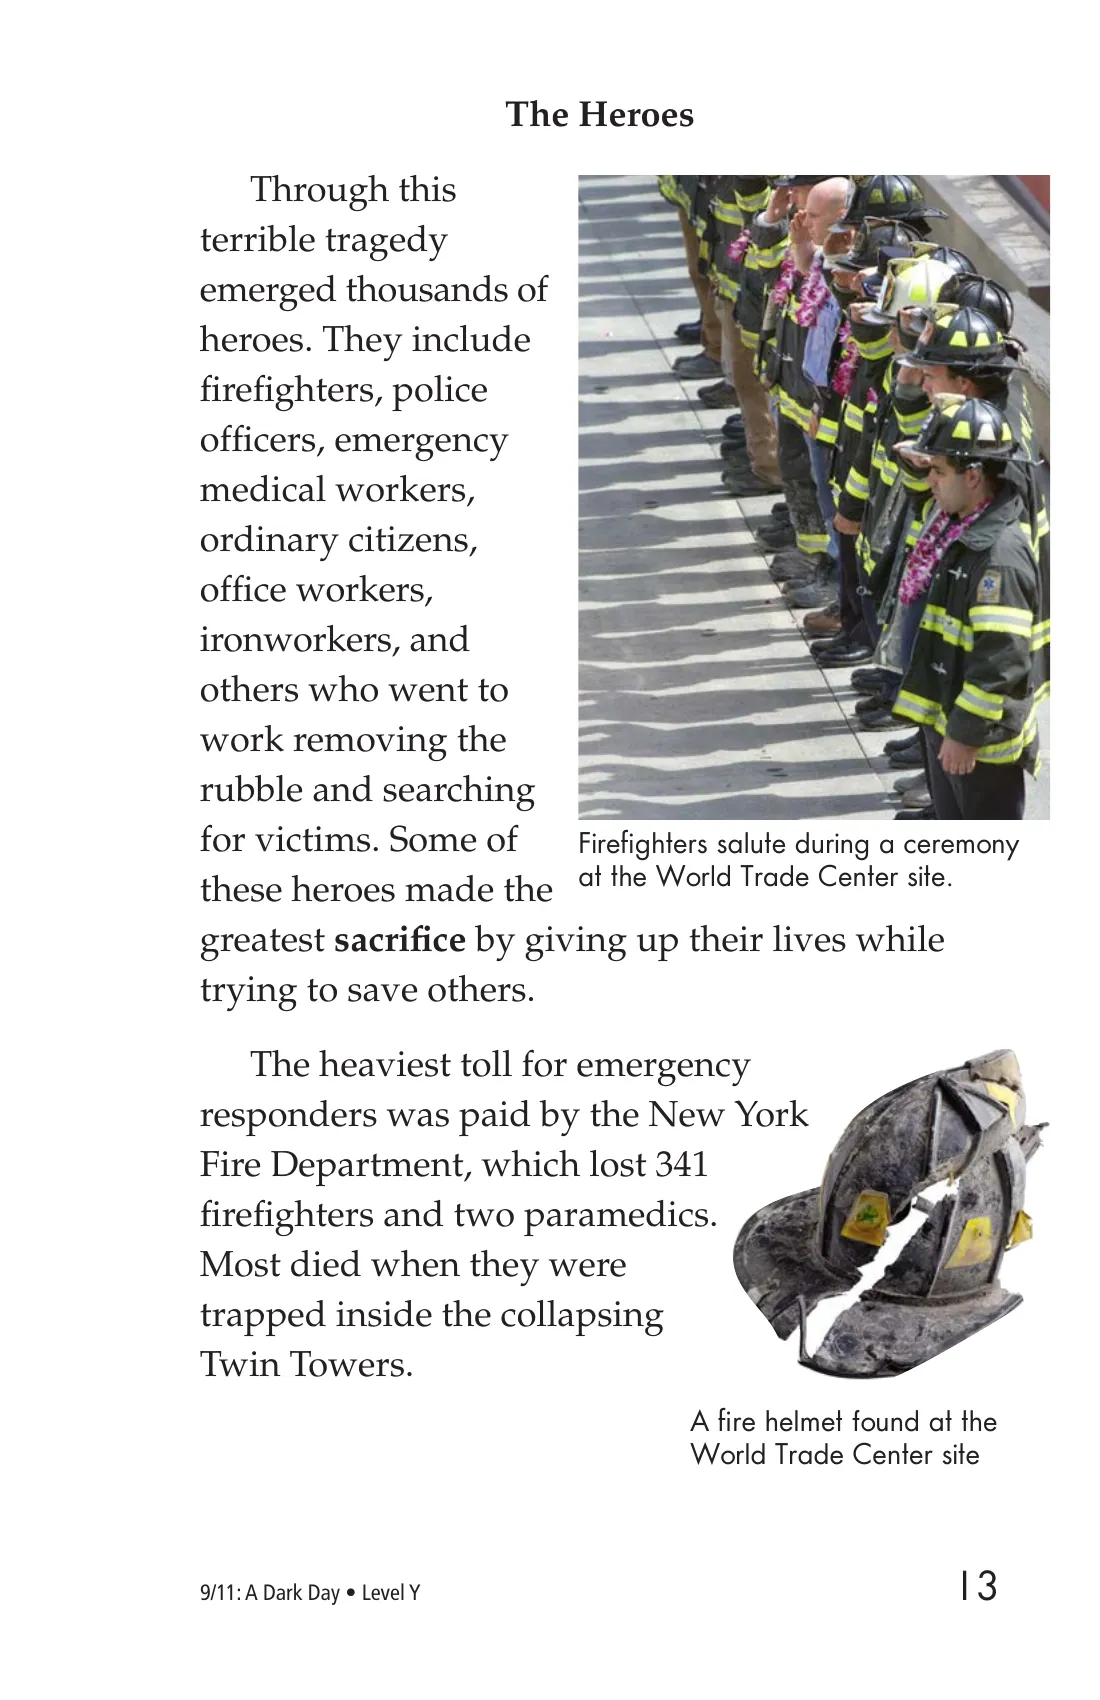 The Heroes
Through this
terrible tragedy
emerged thousands of
heroes. They include
firefighters, police
officers, emergency
medical workers,
ordinary citizens,
office workers,
ironworkers, and
others who went to
work removing the
rubble and searching
for victims. Some of
these heroes made the
greatest sacrifice by giving up their lives while
trying to save others.
Firefighters salute during a ceremony
at the World Trade Center site.
The heaviest toll for emergency
responders was paid by the New York
Fire Department, which lost 341
firefighters and two paramedics.
Most died when they were
trapped inside the collapsing
Twin Towers.
A fire helmet found at the
World Trade Center site
9/11: A Dark Day • Level Y
13